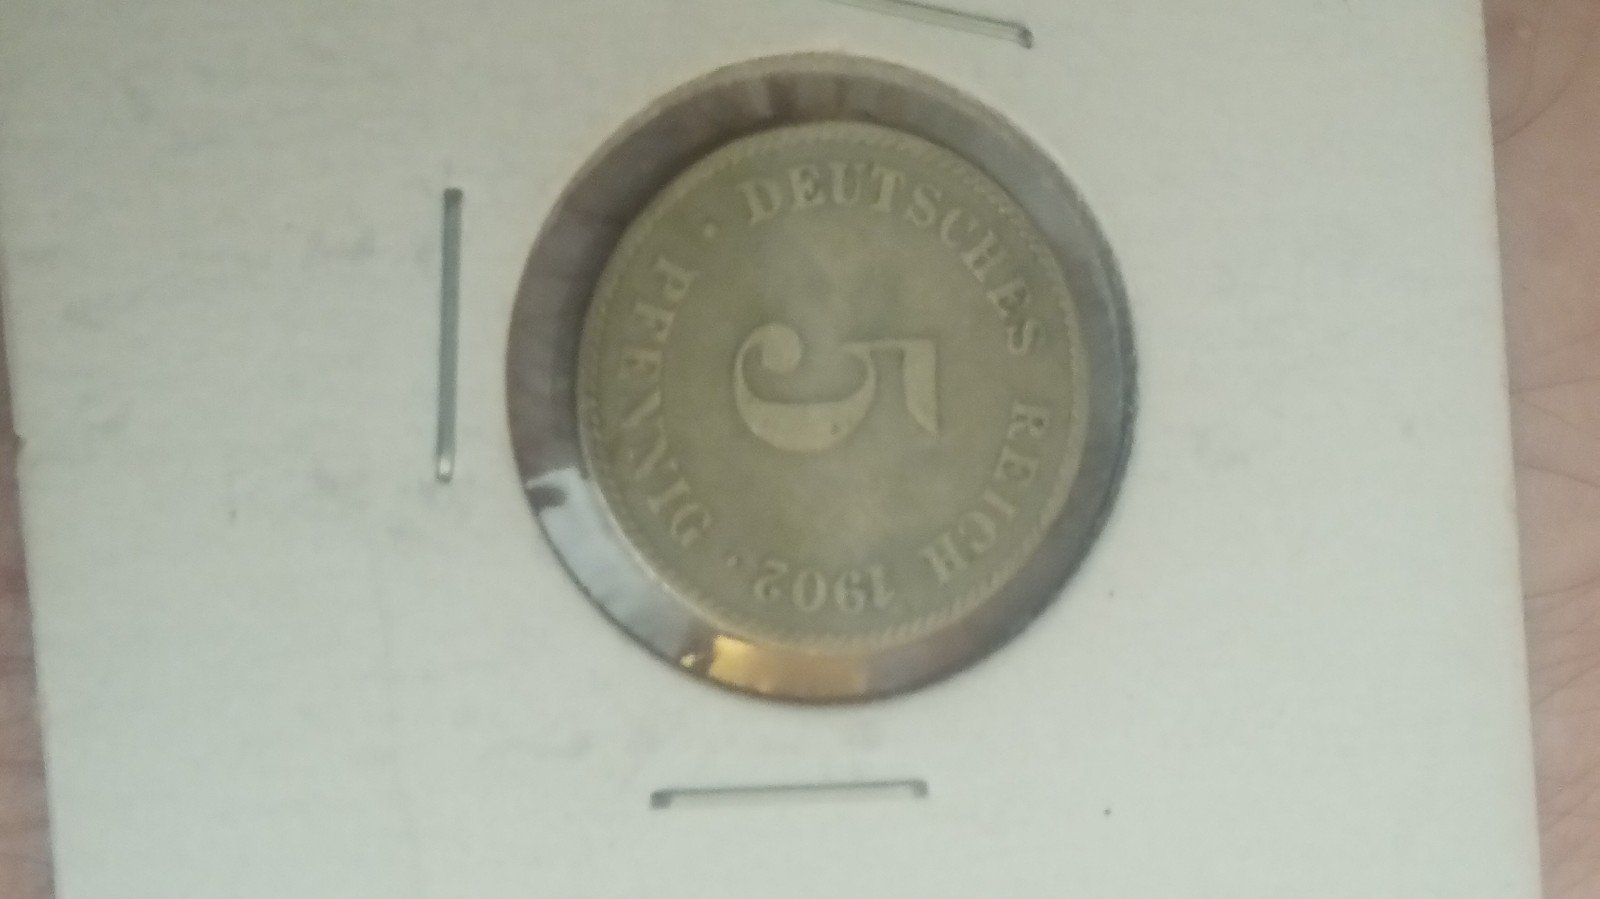 DEUTSCHES REICH 1902
5
PFENNIG